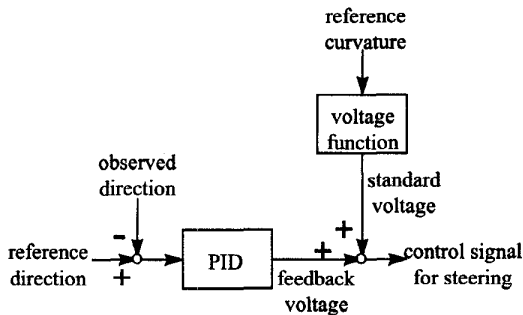 reference
curvature
voltage
function
observed
direction
standard
voltage
-
+
+
reference
direction
+
PID
feedback
voltage
control signal
for steering